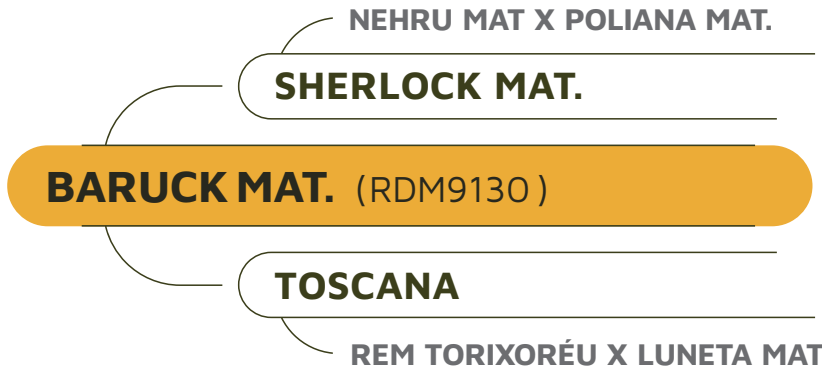 NEHRU MAT X POLIANA MAT.
SHERLOCK MAT.
BARUCK MAT. (RDM9130)
TOSCANA
REM TORIXORÉU X LUNETA MAT